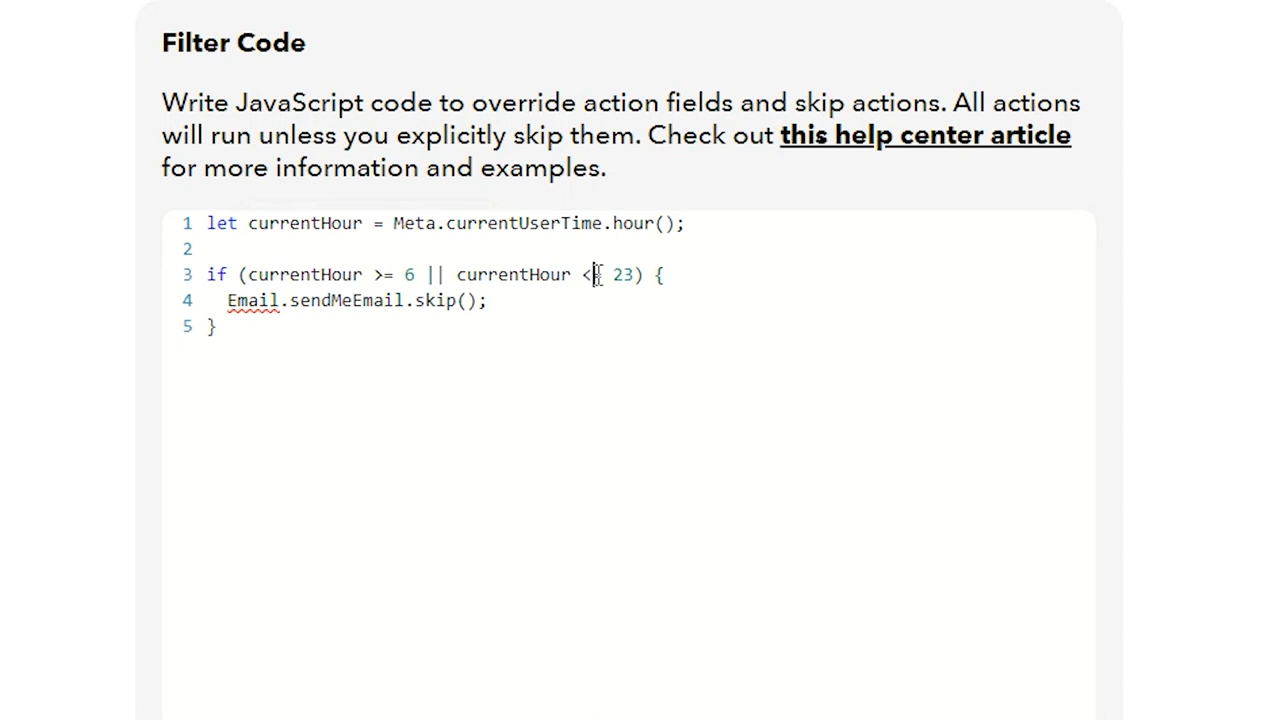 Filter Code
Write JavaScript code to override action fields and skip actions. All actions
will run unless you explicitly skip them. Check out this help center article
for more information and examples.
1 let currentHour = Meta.currentUserTime.hour();
2
3 if (currentHour >= 6 || currentHour <= 23) {
4 Email.sendMeEmail.skip();
5 }